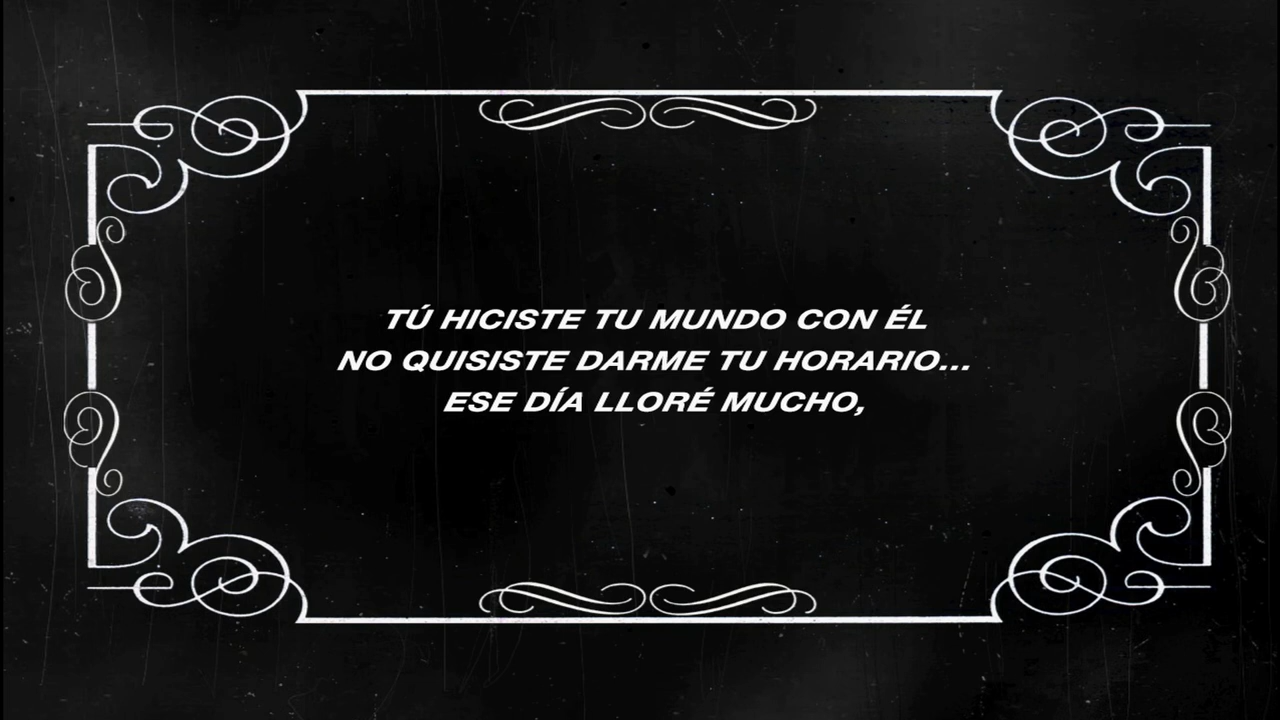 TÚ HICISTE TU MUNDO CON ÉL
NO QUISISTE DARME TU HORARIO...
ESE DÍA LLORÉ MUCHO,